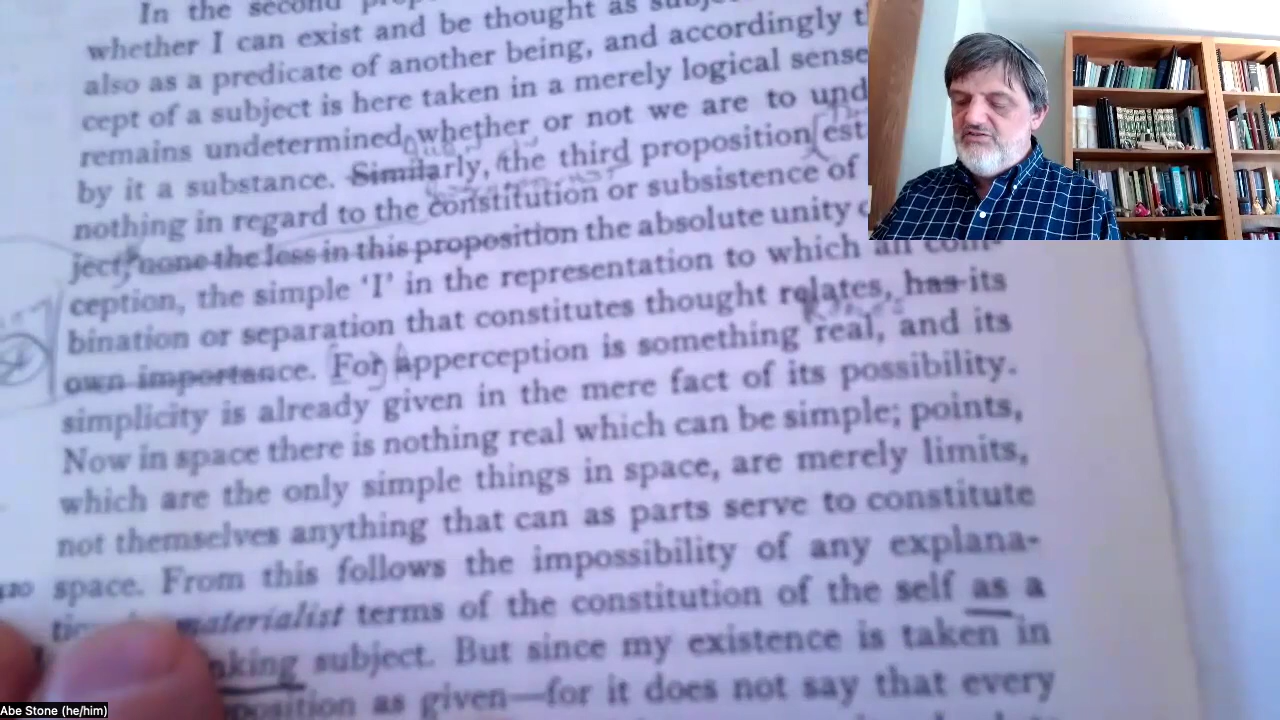 In the second
whether I can exist and be thought as
also as a predicate of another being, and accordingly
cept of a subject is here taken in a merely logical sense
remains undetermined, whether or not we are to und
by it a substance. Similarly, the third proposition est
nothing in regard to the constitution or subsistence of
ject; none the less in this proposition the absolute unity
ception, the simple ‘I’ in the representation to which all com-
bination or separation that constitutes thought relates, has its
own importance. For apperception is something real, and its
simplicity is already given in the mere fact of its possibility.
Now in space there is nothing real which can be simple; points,
which are the only simple things in space, are merely limits,
not themselves anything that can as parts serve to constitute
space. From this follows the impossibility of any explana-
materialist terms of the constitution of the self as a
nking subject. But since my existence is taken in
position as given—for it does not say that every
Abe Stone (he/him)